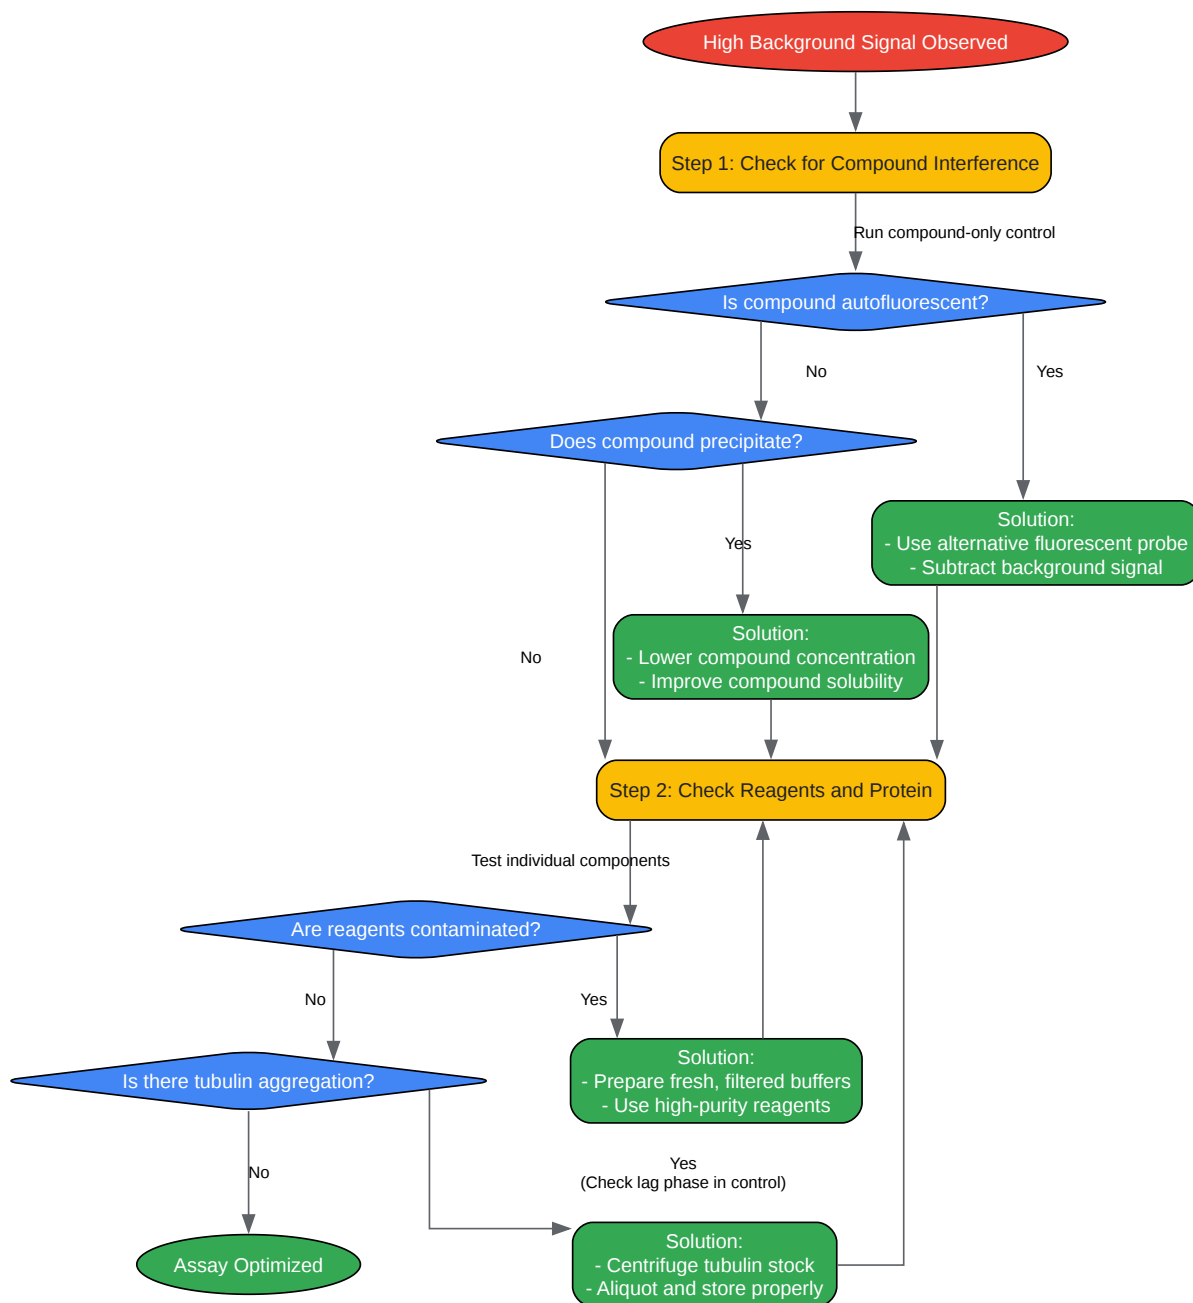 High Background Signal Observed
Step 1: Check for Compound Interference
Run compound-only control
Is compound autofluorescent?
No
Yes
Does compound precipitate?
Solution:
- Use alternative fluorescent probe
- Subtract background signal
Yes
No
Solution:
- Lower compound concentration
- Improve compound solubility
Step 2: Check Reagents and Protein
Test individual components
Are reagents contaminated?
No
Yes
Solution:
- Prepare fresh, filtered buffers
- Use high-purity reagents
Is there tubulin aggregation?
No
Yes
(Check lag phase in control)
Assay Optimized
Solution:
- Centrifuge tubulin stock
- Aliquot and store properly